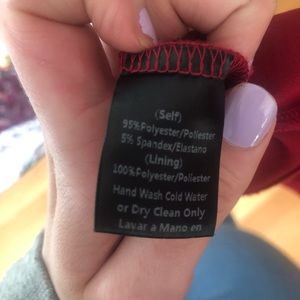 (Self)
95%Polyester/Poliester
5% Spandex/Elastano
(Lining)
100%Polyester/Poliester
Hand Wash Cold Water
or Dry Clean Only
Lavar a Mano en